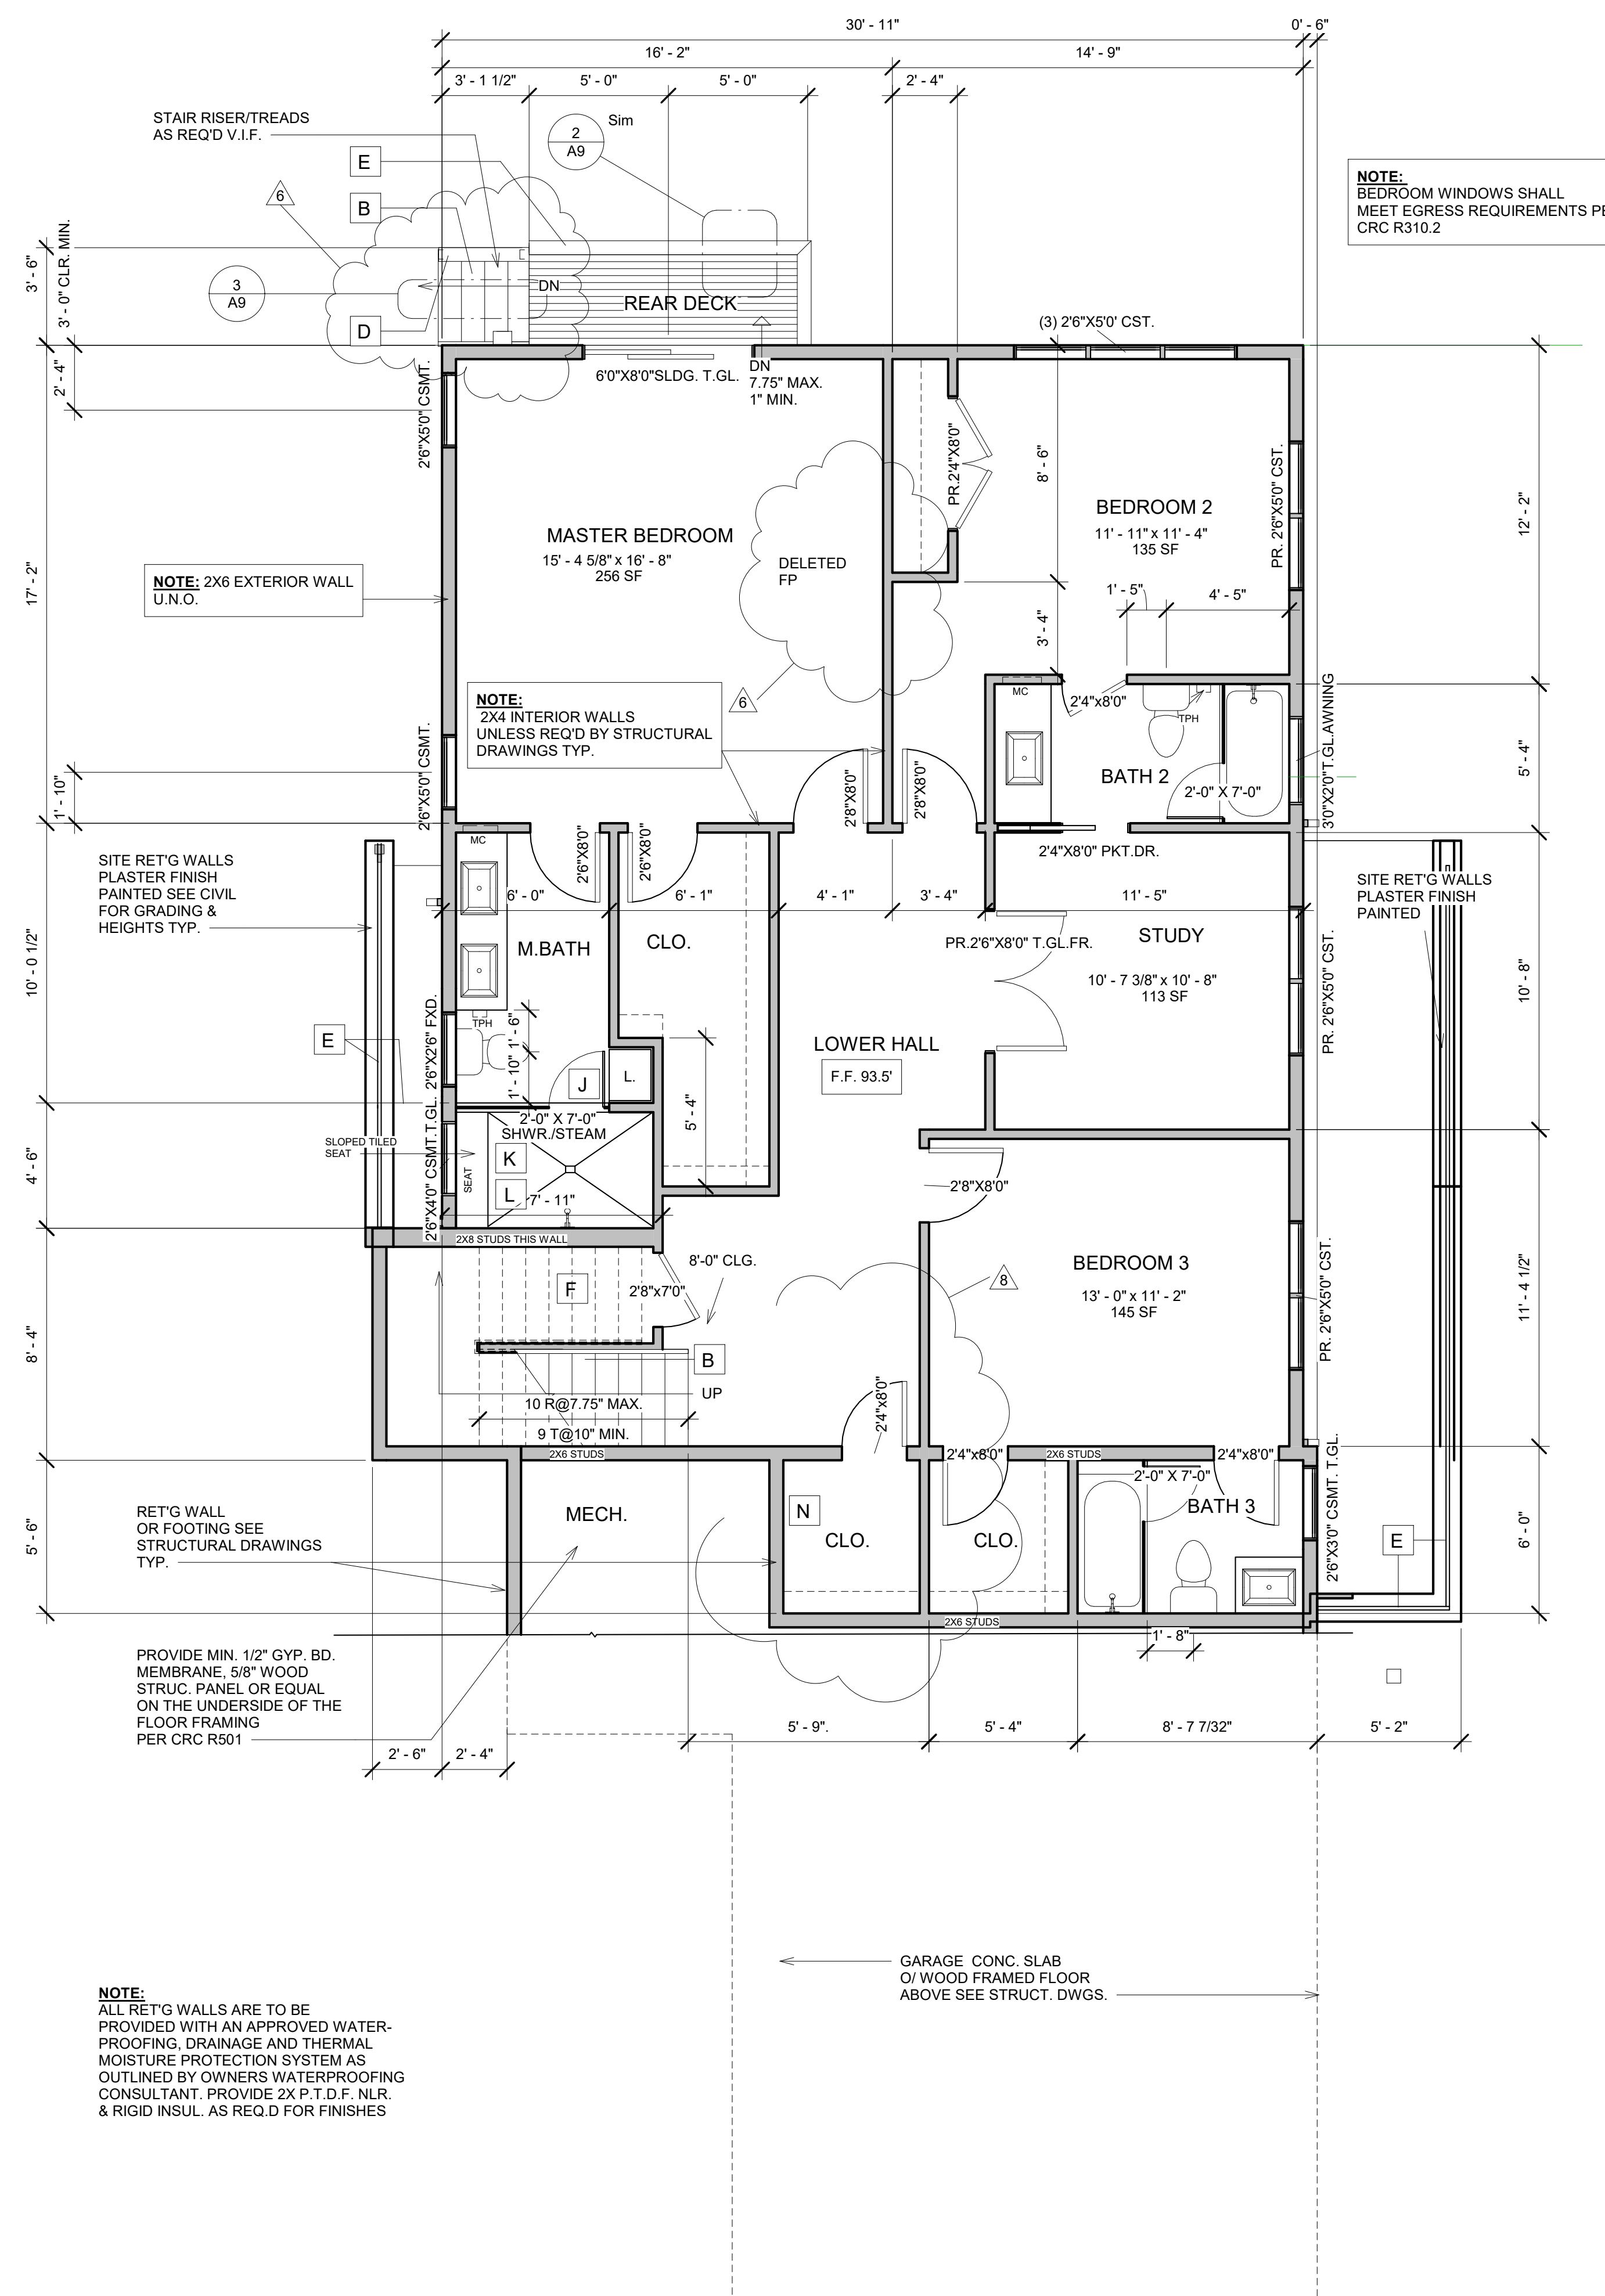 30' - 11"
0' - 6"
16' - 2"
14' - 9"
3' - 1 1/2"
5' - 0"
5' - 0"
2' - 4"
STAIR RISER/TREADS
AS REQ'D V.I.F.
2
A9
Sim
E
B
6
3
A9
D
DN
REAR DECK
3' - 6"
3' - 0" CLR. MIN.
2' - 4"
NOTE:
BEDROOM WINDOWS SHALL
MEET EGRESS REQUIREMENTS PE
CRC R310.2
(3) 2'6"X5'0' CST.
6'0"X8'0"SLDG. T.GL.
DN
7.75" MAX.
1" MIN.
2'6"X5'0" CSMT.
PR.2'4"X8'0"
8' - 6"
PR. 2'6"X5'0" CST.
12' - 2"
MASTER BEDROOM
15' - 4 5/8" x 16' - 8"
256 SF
DELETED
FP
BEDROOM 2
11' - 11" x 11' - 4"
135 SF
1' - 5"
4' - 5"
3' - 4"
17' - 2"
NOTE: 2X6 EXTERIOR WALL
U.N.O.
NOTE:
2X4 INTERIOR WALLS
UNLESS REQ'D BY STRUCTURAL
DRAWINGS TYP.
6
MC
2'4"x8'0"
TPH
BATH 2
2'-0" X 7'-0"
3'0"X2'0"T.GL.AWNING
5' - 4"
1' - 10"
2'6"X5'0" CSMT.
2'8"X8'0"
2'8"X8'0"
2'4"X8'0" PKT.DR.
MC
2'6"X8'0"
2'6"X8'0"
SITE RET'G WALLS
PLASTER FINISH
PAINTED SEE CIVIL
FOR GRADING &
HEIGHTS TYP.
6' - 0"
6' - 1"
4' - 1"
3' - 4"
11' - 5"
SITE RET'G WALLS
PLASTER FINISH
PAINTED
M.BATH
CLO.
PR.2'6"X8'0" T.GL.FR.
STUDY
10' - 7 3/8" x 10' - 8"
113 SF
PR. 2'6"X5'0" CST.
10' - 8"
10' - 0 1/2"
2'6"X2'6" FXD.
TPH
1' - 6"
1' - 10"
LOWER HALL
F.F. 93.5'
E
J
L.
5' - 4"
2'-0" X 7'-0"
SHWR./STEAM
SLOPED TILED
SEAT
SEAT
K
L
7' - 11"
2'6"X4'0" CSMT.T.GL.
4' - 6"
2'8"X8'0"
2X8 STUDS THIS WALL
8'-0" CLG.
F
2'8"x7'0"
8
BEDROOM 3
13' - 0" x 11' - 2"
145 SF
PR. 2'6"X5'0" CST.
11' - 4 1/2"
8' - 4"
B
UP
10 R@7.75" MAX.
9 T@10" MIN.
2'4"x8'0"
2X6 STUDS
2'4"x8'0"
2X6 STUDS
2'4"x8'0"
2'-0" X 7'-0"
BATH 3
2'6"X3'0" CSMT. T.GL.
MECH.
N
CLO.
CLO.
E
6' - 0"
5' - 6"
RET'G WALL
OR FOOTING SEE
STRUCTURAL DRAWINGS
TYP.
2X6 STUDS
1' - 8"
PROVIDE MIN. 1/2" GYP. BD.
MEMBRANE, 5/8" WOOD
STRUC. PANEL OR EQUAL
ON THE UNDERSIDE OF THE
FLOOR FRAMING
PER CRC R501
5' - 9".
5' - 4"
8' - 7 7/32"
5' - 2"
2' - 6"
2' - 4"
GARAGE CONC. SLAB
O/ WOOD FRAMED FLOOR
ABOVE SEE STRUCT. DWGS.
NOTE:
ALL RET'G WALLS ARE TO BE
PROVIDED WITH AN APPROVED WATER-
PROOFING, DRAINAGE AND THERMAL
MOISTURE PROTECTION SYSTEM AS
OUTLINED BY OWNERS WATERPROOFING
CONSULTANT. PROVIDE 2X P.T.D.F. NLR.
& RIGID INSUL. AS REQ.D FOR FINISHES